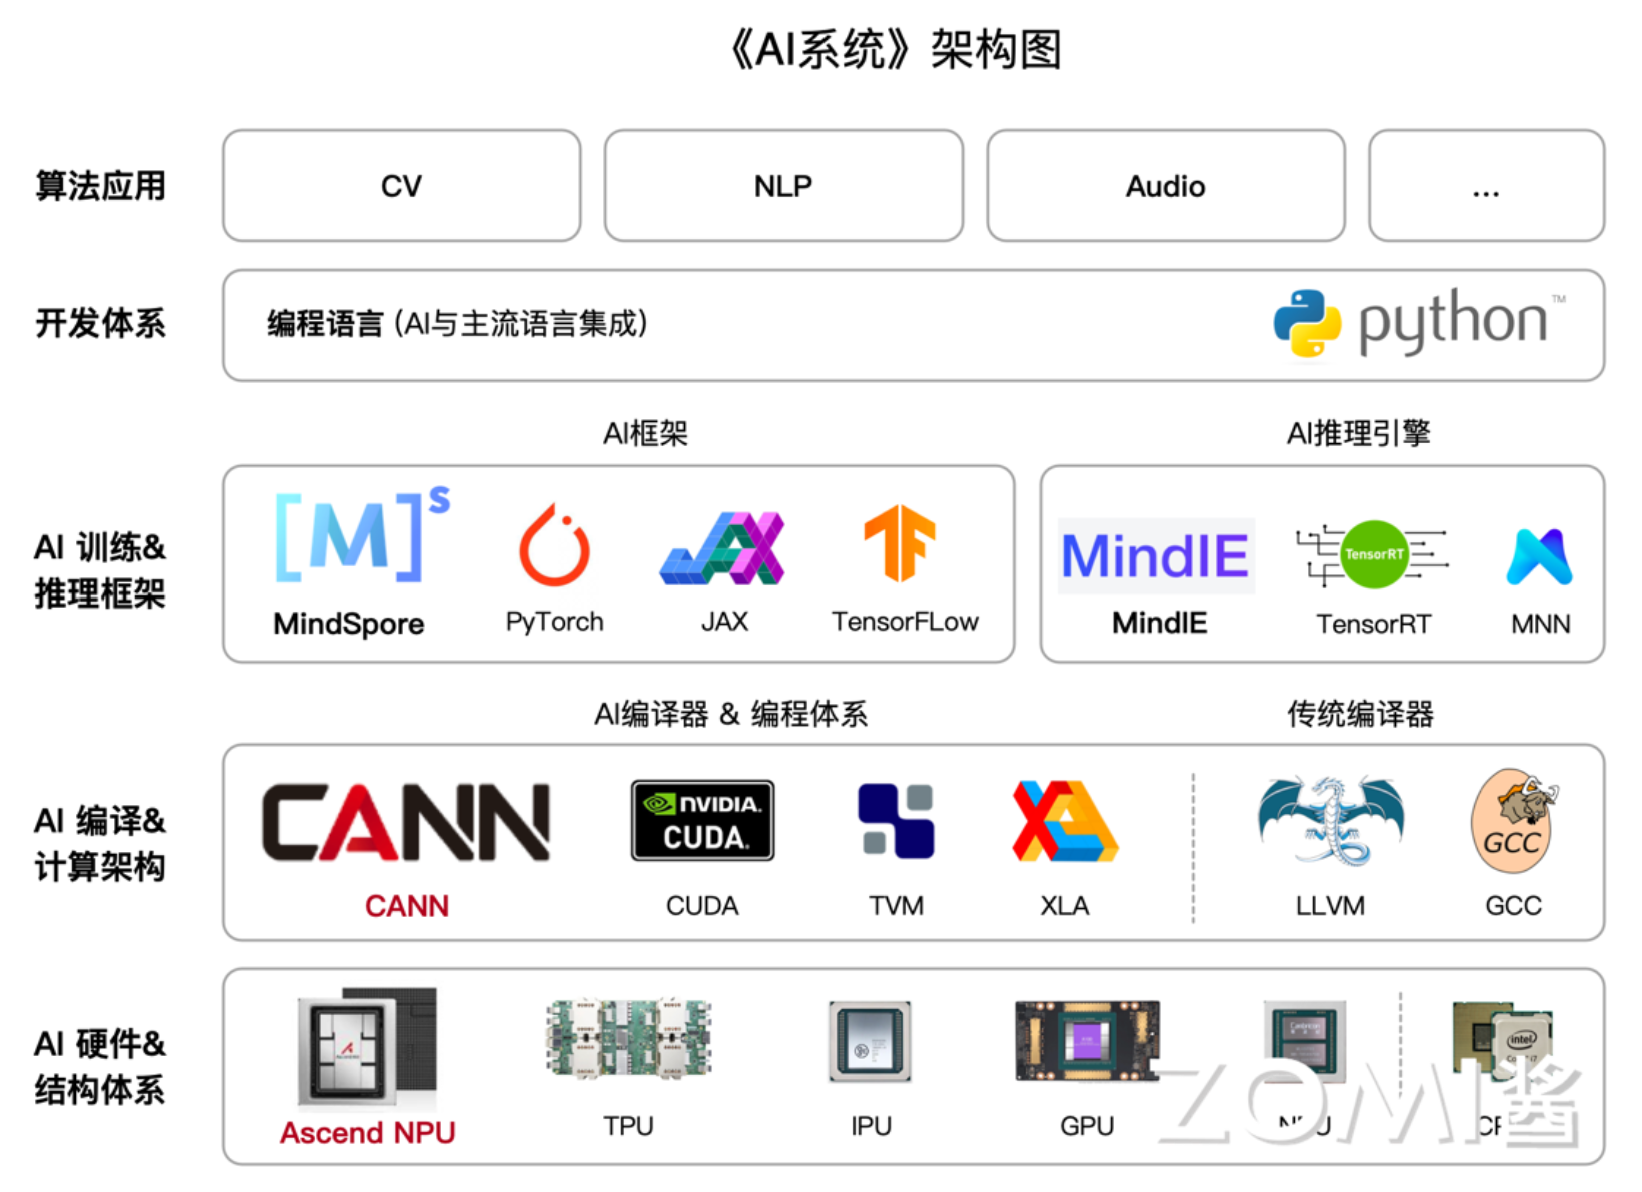 《AI系统》架构图
算法应用
CV
NLP
Audio
...
开发体系
编程语言 (AI与主流语言集成)
python™
AI框架
AI推理引擎
AI 训练&
推理框架
[M]s
MindIE
TensorRT
MindSpore
PyTorch
JAX
TensorFLow
MindIE
TensorRT
MNN
AI编译器 & 编程体系
传统编译器
AI 编译&
计算架构
CANN
NVIDIA.
CUDA.
GCC
CANN
CUDA
TVM
XLA
LLVM
GCC
AI 硬件&
结构体系
intel
Ascend NPU
TPU
IPU
GPU
ZOMI酱